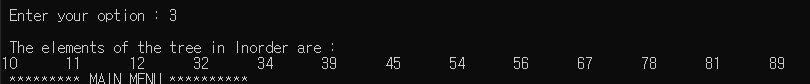 Enter your option : 3
The elements of the tree in Inorder are :
10 11 12 32 34 39 45 54 56 67 78 81 89
********* MAIN MENU **********